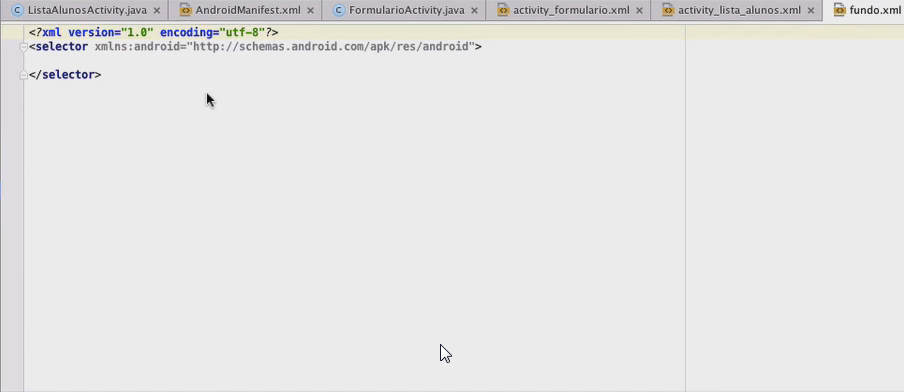 ListaAlunosActivity.java AndroidManifest.xml FormularioActivity.java activity_formulario.xml activity_lista_alunos.xml fundo.xml
<?xml version="1.0" encoding="utf-8"?>
<selector xmlns:android="http://schemas.android.com/apk/res/android">
</selector>